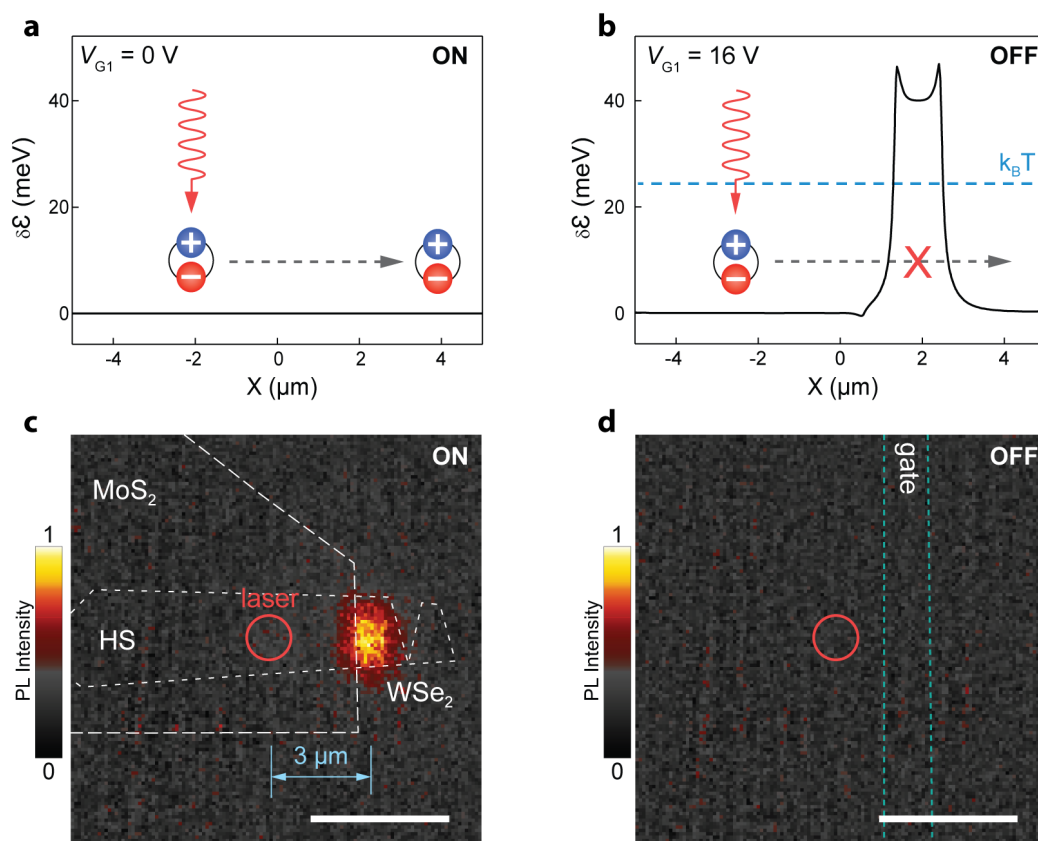 a
V_G1 = 0 V
ON
δℰ (meV)
40
20
0
-4
-2
0
2
4
X (µm)
b
V_G1 = 16 V
OFF
δℰ (meV)
40
20
0
k_BT
X
-4
-2
0
2
4
X (µm)
c
ON
MoS₂
laser
HS
WSe₂
3 µm
PL Intensity
1
0
d
OFF
gate
PL Intensity
1
0